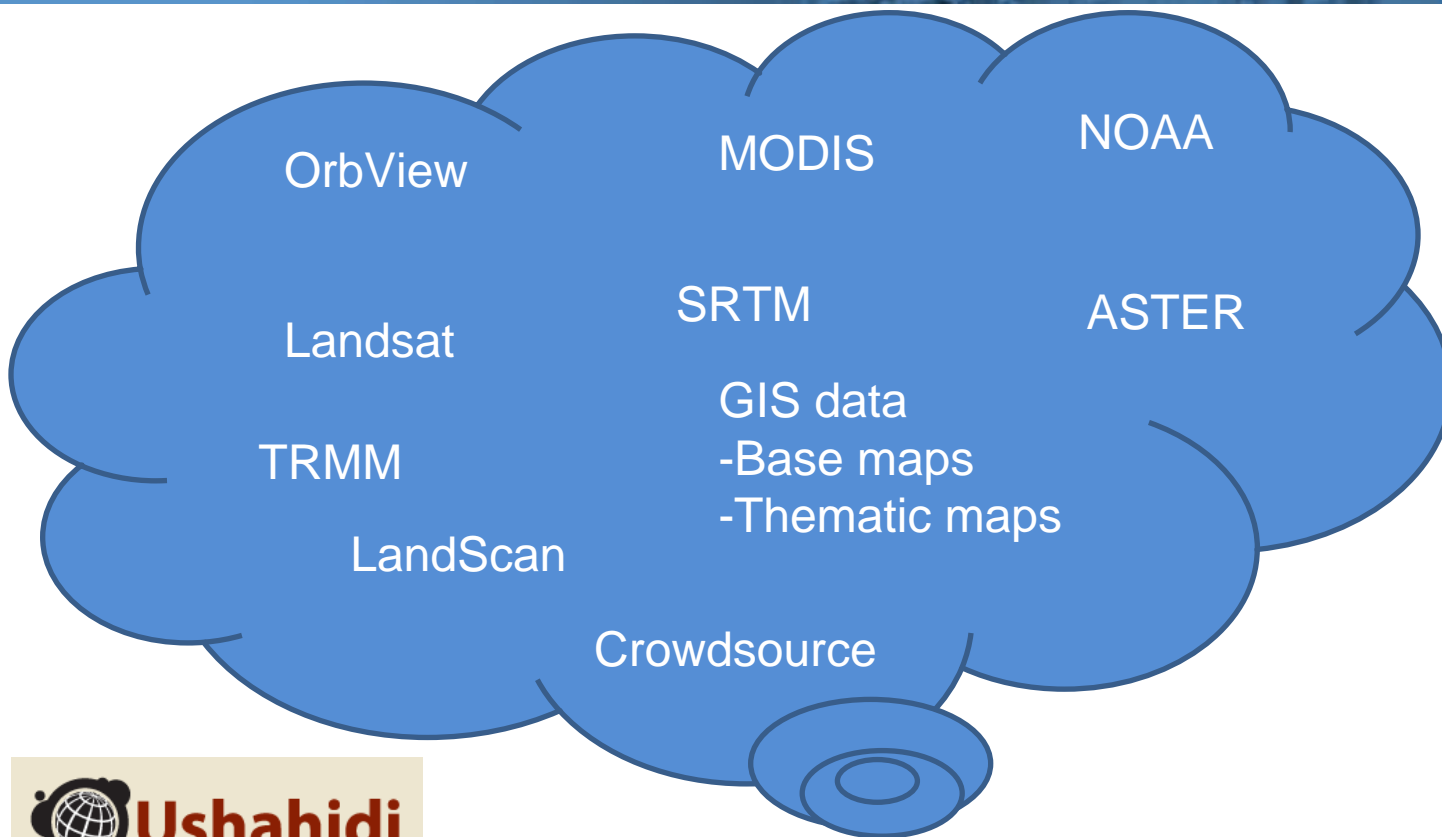 OrbView
MODIS
NOAA
Landsat
SRTM
ASTER
TRMM
GIS data
-Base maps
-Thematic maps
LandScan
Crowdsource
Ushahidi